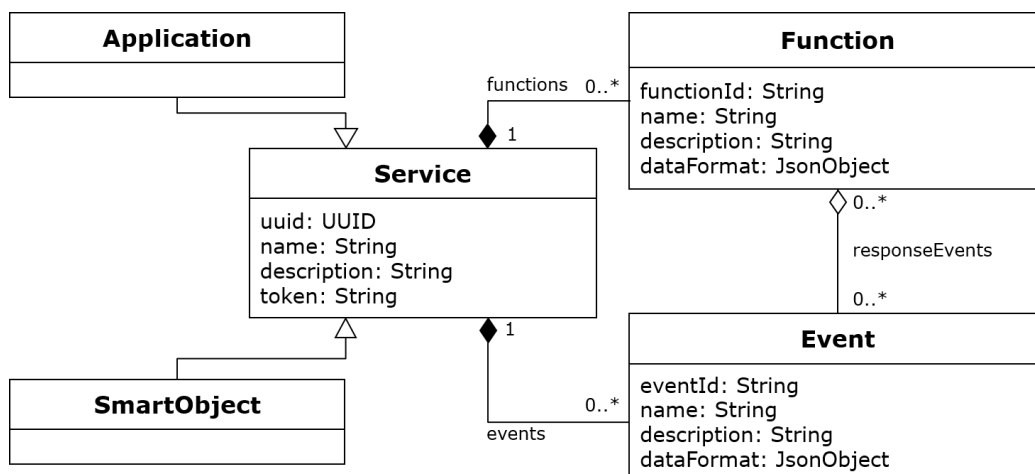 Application
Function
functionId: String
name: String
description: String
dataFormat: JsonObject
functions
0..*
1
Service
uuid: UUID
name: String
description: String
token: String
0..*
responseEvents
0..*
1
SmartObject
Event
eventId: String
name: String
description: String
dataFormat: JsonObject
0..*
events